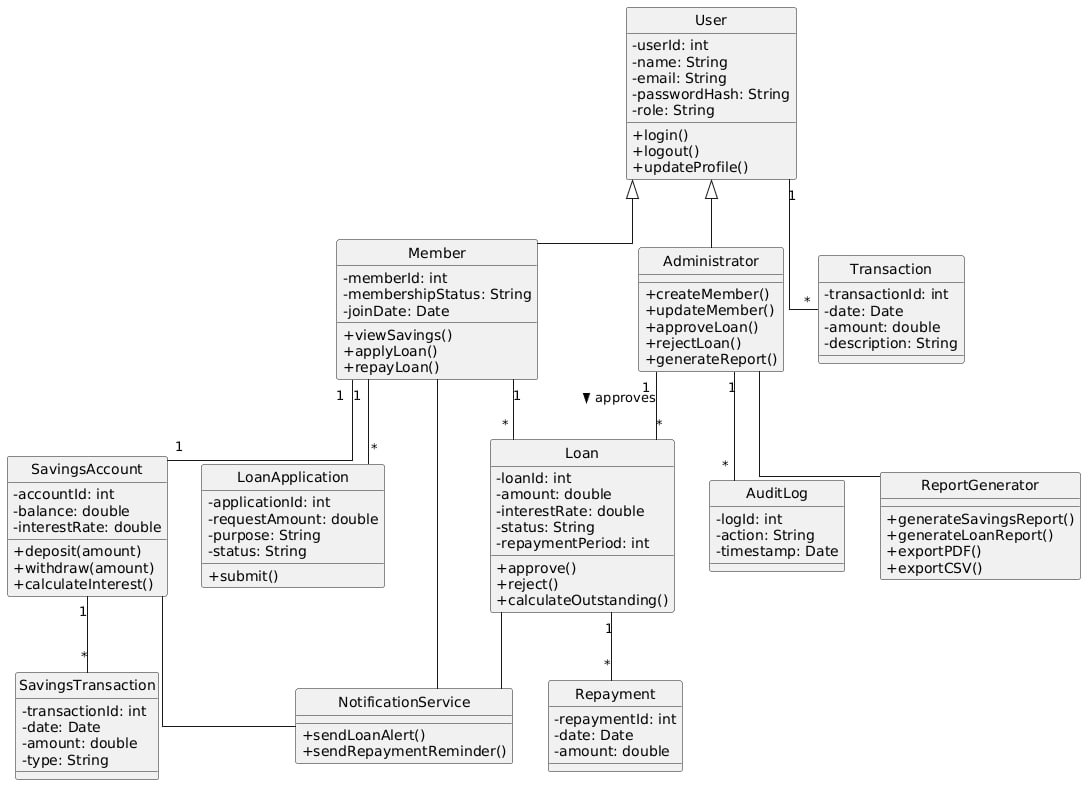 User
-userId: int
-name: String
-email: String
-passwordHash: String
-role: String
+login()
+logout()
+updateProfile()
1
*
Member
-memberId: int
-membershipStatus: String
-joinDate: Date
+viewSavings()
+applyLoan()
+repayLoan()
Administrator
+createMember()
+updateMember()
+approveLoan()
+rejectLoan()
+generateReport()
Transaction
-transactionId: int
-date: Date
-amount: double
-description: String
1
1
1
*
1
*
1
approves
*
1
*
SavingsAccount
-accountId: int
-balance: double
-interestRate: double
+deposit(amount)
+withdraw(amount)
+calculateInterest()
LoanApplication
-applicationId: int
-requestAmount: double
-purpose: String
-status: String
+submit()
Loan
-loanId: int
-amount: double
-interestRate: double
-status: String
-repaymentPeriod: int
+approve()
+reject()
+calculateOutstanding()
AuditLog
-logId: int
-action: String
-timestamp: Date
ReportGenerator
+generateSavingsReport()
+generateLoanReport()
+exportPDF()
+exportCSV()
1
*
1
*
SavingsTransaction
-transactionId: int
-date: Date
-amount: double
-type: String
NotificationService
+sendLoanAlert()
+sendRepaymentReminder()
Repayment
-repaymentId: int
-date: Date
-amount: double